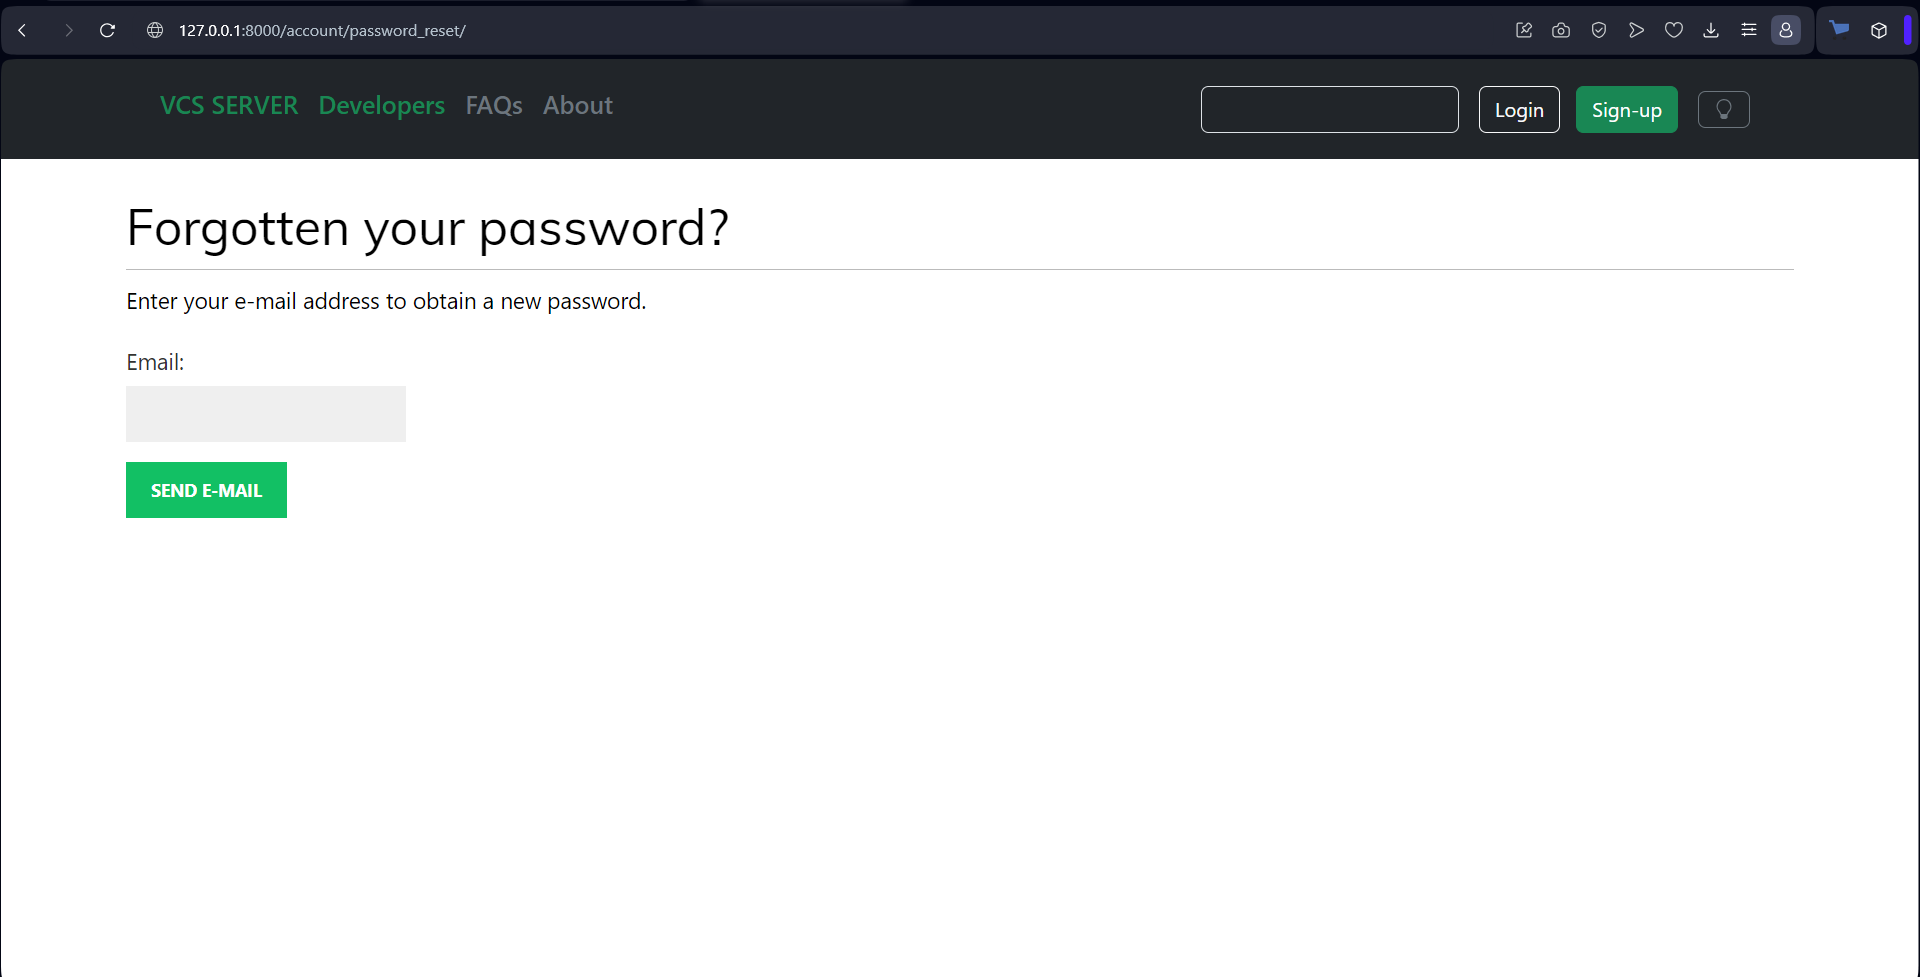 127.0.0.1:8000/account/password_reset/
VCS SERVER Developers FAQs About Login Sign-up
Forgotten your password?
Enter your e-mail address to obtain a new password.
Email:
SEND E-MAIL